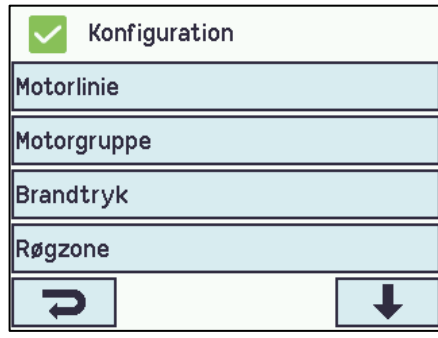 Konfiguration
Motorlinie
Motorgruppe
Brandtryk
Røgzone